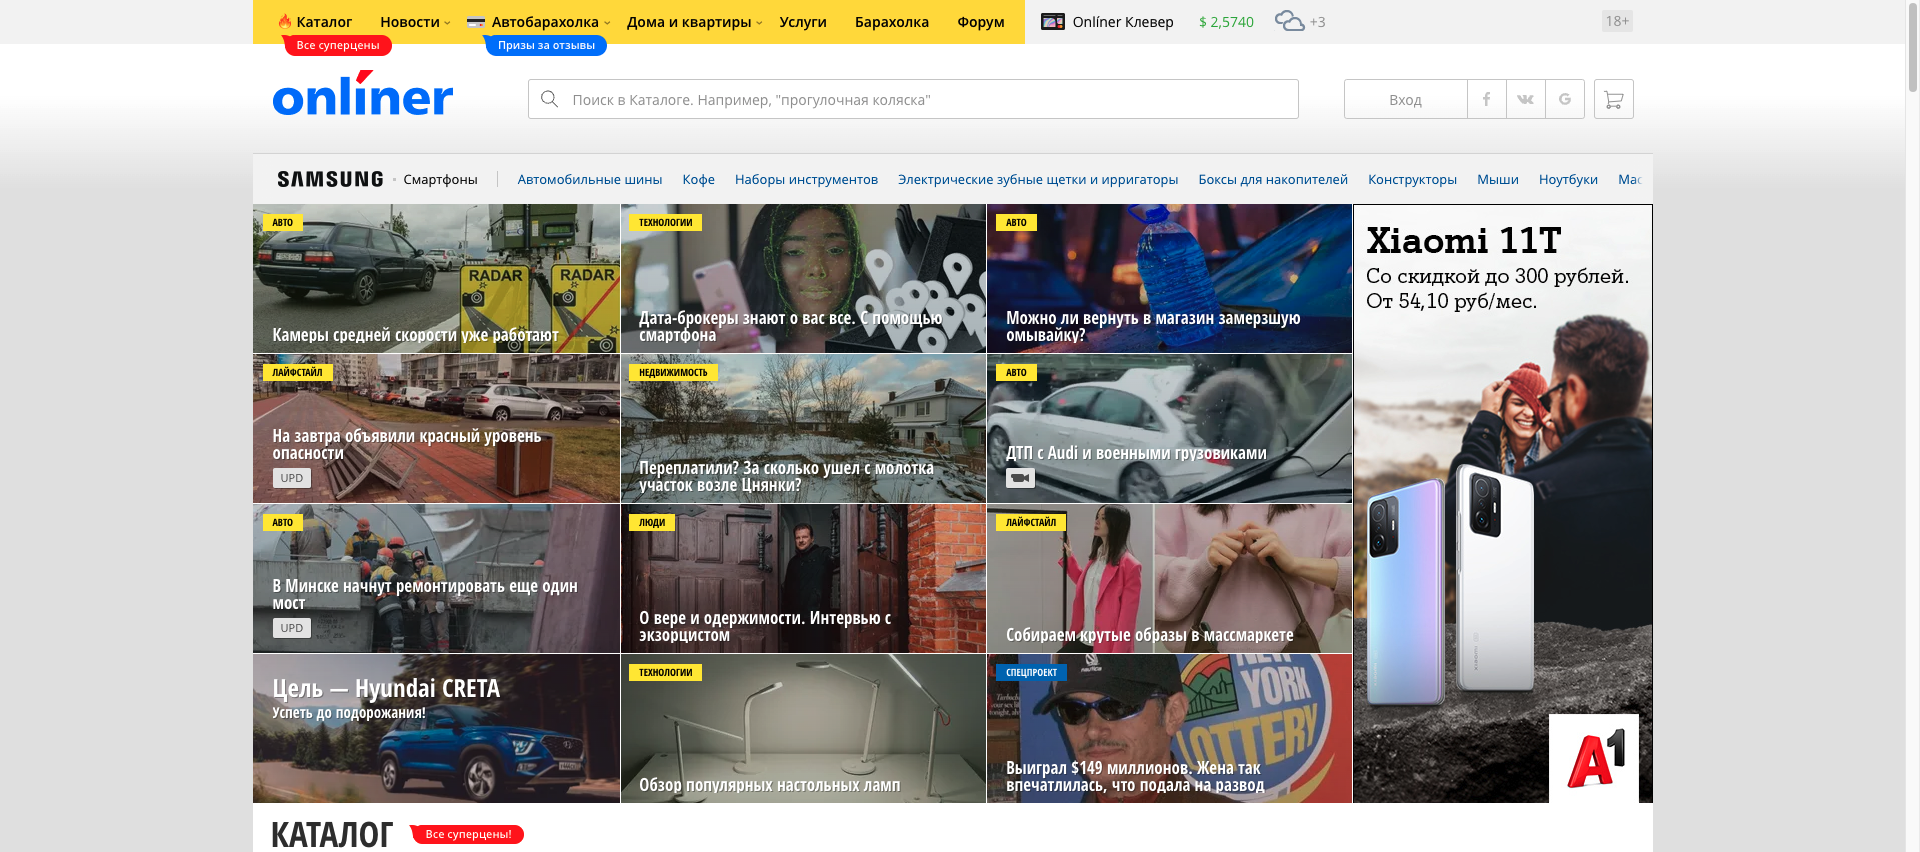 Каталог
Новости
Автобарахолка
Дома и квартиры
Услуги
Барахолка
Форум
Onlíner Клевер
$ 2,5740
+3
18+
Все суперцены
Призы за отзывы
onlíner
Поиск в Каталоге. Например, "прогулочная коляска"
Вход
SAMSUNG
Смартфоны
Автомобильные шины
Кофе
Наборы инструментов
Электрические зубные щетки и ирригаторы
Боксы для накопителей
Конструкторы
Мыши
Ноутбуки
Мас
АВТО
RADAR
RADAR
Камеры средней скорости уже работают
ТЕХНОЛОГИИ
Дата-брокеры знают о вас все. С помощью
смартфона
АВТО
Можно ли вернуть в магазин замерзшую
омывайку?
Xiaomi 11T
Со скидкой до 300 рублей.
От 54,10 руб/мес.
ЛАЙФСТАЙЛ
На завтра объявили красный уровень
опасности
UPD
НЕДВИЖИМОСТЬ
Переплатили? За сколько ушел с молотка
участок возле Цнянки?
АВТО
ДТП с Audi и военными грузовиками
АВТО
В Минске начнут ремонтировать еще один
мост
UPD
ЛЮДИ
О вере и одержимости. Интервью с
экзорцистом
ЛАЙФСТАЙЛ
Собираем крутые образы в массмаркете
Цель — Hyundai CRETA
Успеть до подорожания!
ТЕХНОЛОГИИ
Обзор популярных настольных ламп
СПЕЦПРОЕКТ
NEW
YORK
LOTTERY
Выиграл $149 миллионов. Жена так
впечатлилась, что подала на развод
A1
КАТАЛОГ
Все суперцены!